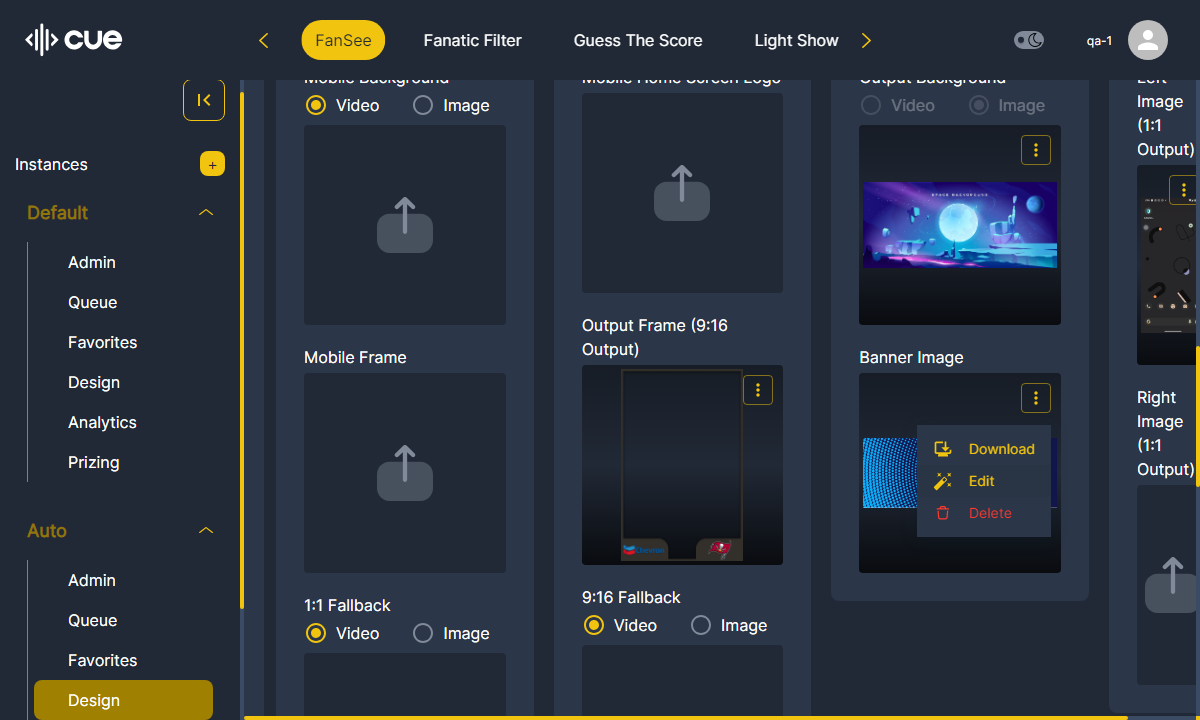 cue
FanSee
Fanatic Filter
Guess The Score
Light Show
qa-1
Instances
+
Default
Admin
Queue
Favorites
Design
Analytics
Prizing
Auto
Admin
Queue
Favorites
Design
Mobile Background
Video
Image
Mobile Frame
1:1 Fallback
Video
Image
Mobile Home Screen Logo
Output Frame (9:16
Output)
9:16 Fallback
Video
Image
Output Background
Video
Image
Banner Image
Download
Edit
Delete
Left
Image
(1:1
Output)
Right
Image
(1:1
Output)